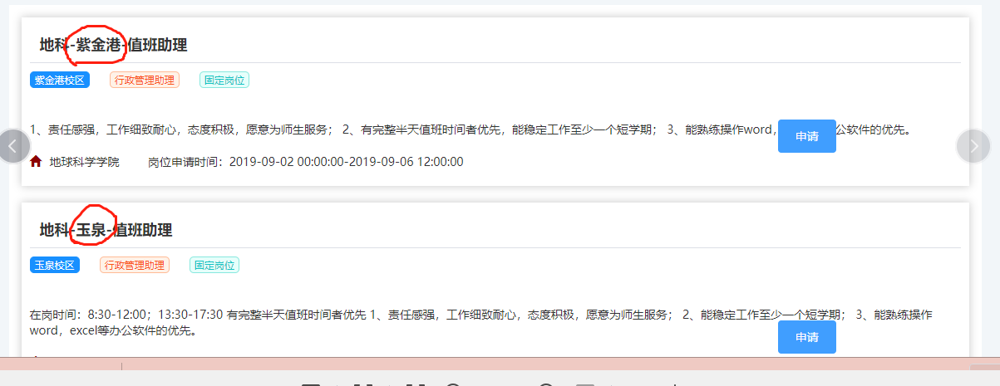 地科-紫金港-值班助理
紫金港校区 行政管理助理 固定岗位
1、责任感强，工作细致耐心，态度积极，愿意为师生服务； 2、有完整半天值班时间者优先，能稳定工作至少一个短学期； 3、能熟练操作word， 公软件的优先。
申请
地球科学学院 岗位申请时间：2019-09-02 00:00:00-2019-09-06 12:00:00
地科-玉泉-值班助理
玉泉校区 行政管理助理 固定岗位
在岗时间：8:30-12:00；13:30-17:30 有完整半天值班时间者优先 1、责任感强，工作细致耐心，态度积极，愿意为师生服务； 2、能稳定工作至少一个短学期； 3、能熟练操作
word，excel等办公软件的优先。
申请